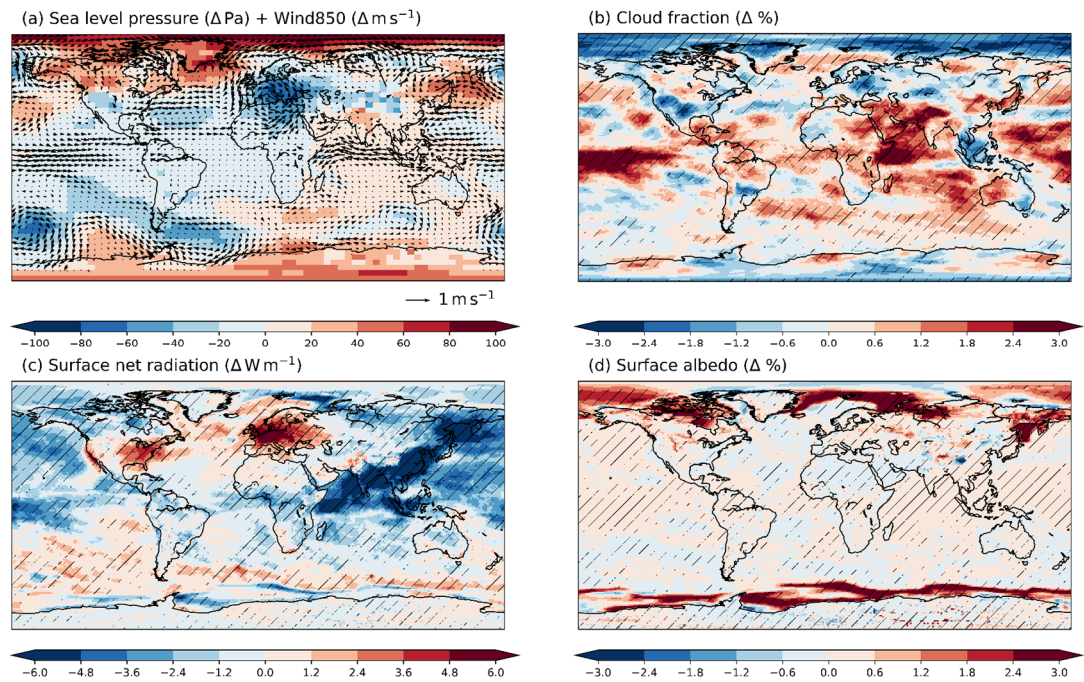 (a) Sea level pressure (Δ Pa) + Wind850 (Δ m s⁻¹)
(b) Cloud fraction (Δ %)
1 m s⁻¹
−100 −80 −60 −40 −20 0 20 40 60 80 100
−3.0 −2.4 −1.8 −1.2 −0.6 0.0 0.6 1.2 1.8 2.4 3.0
(c) Surface net radiation (Δ W m⁻¹)
(d) Surface albedo (Δ %)
−6.0 −4.8 −3.6 −2.4 −1.2 0.0 1.2 2.4 3.6 4.8 6.0
−3.0 −2.4 −1.8 −1.2 −0.6 0.0 0.6 1.2 1.8 2.4 3.0